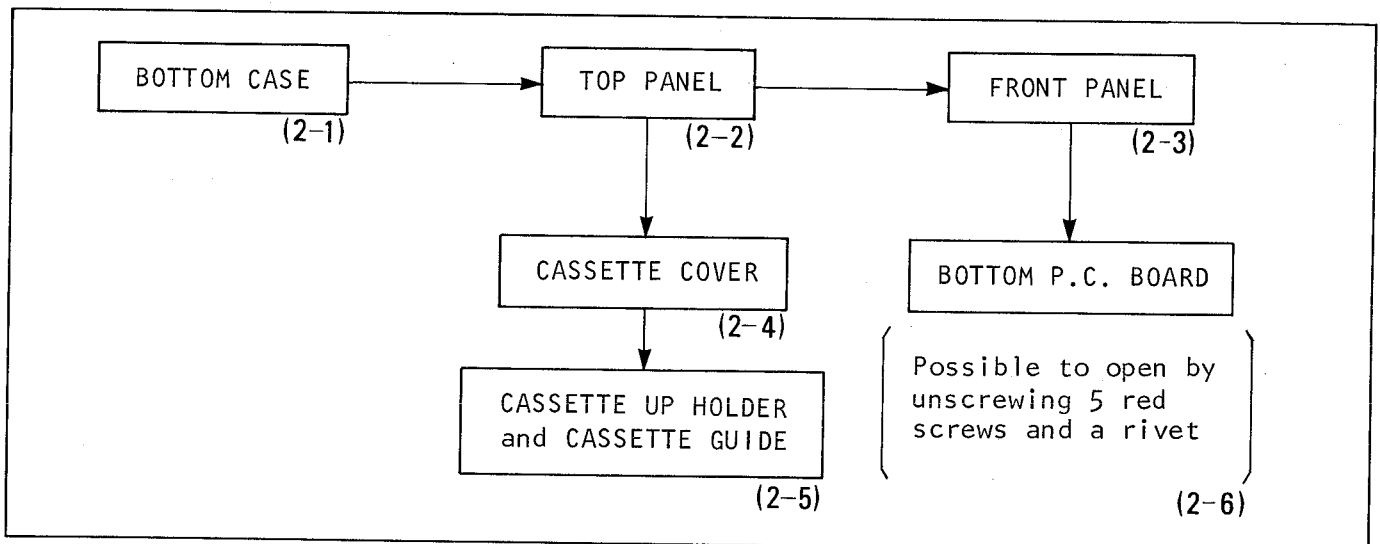 BOTTOM CASE
(2-1)
TOP PANEL
(2-2)
FRONT PANEL
(2-3)
CASSETTE COVER
(2-4)
CASSETTE UP HOLDER
and CASSETTE GUIDE
(2-5)
BOTTOM P.C. BOARD
Possible to open by
unscrewing 5 red
screws and a rivet
(2-6)